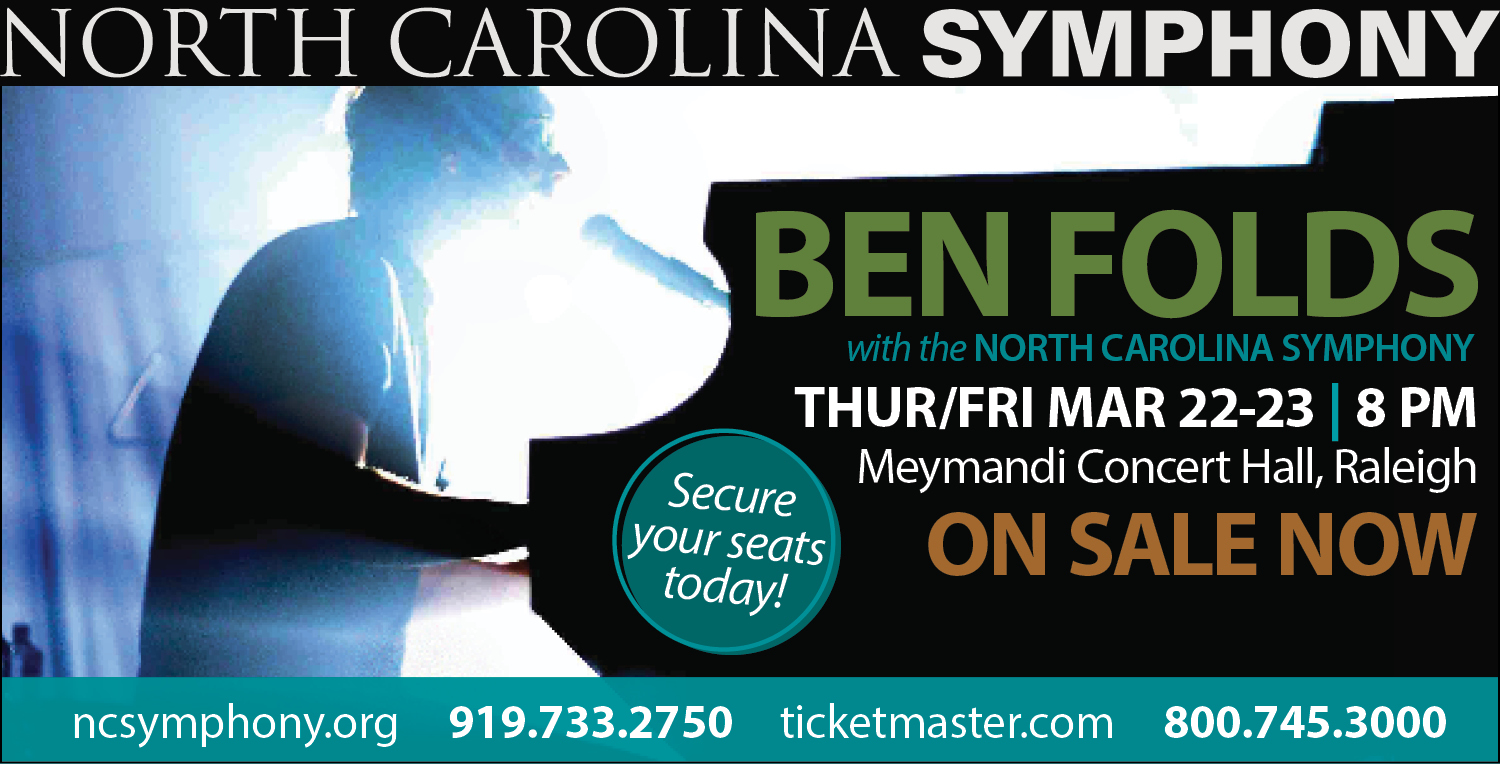 NORTH CAROLINA SYMPHONY
BEN FOLDS
with the NORTH CAROLINA SYMPHONY
THUR/FRI MAR 22-23 | 8 PM
Meymandi Concert Hall, Raleigh
ON SALE NOW
Secure
your seats
today!
ncsymphony.org 919.733.2750 ticketmaster.com 800.745.3000